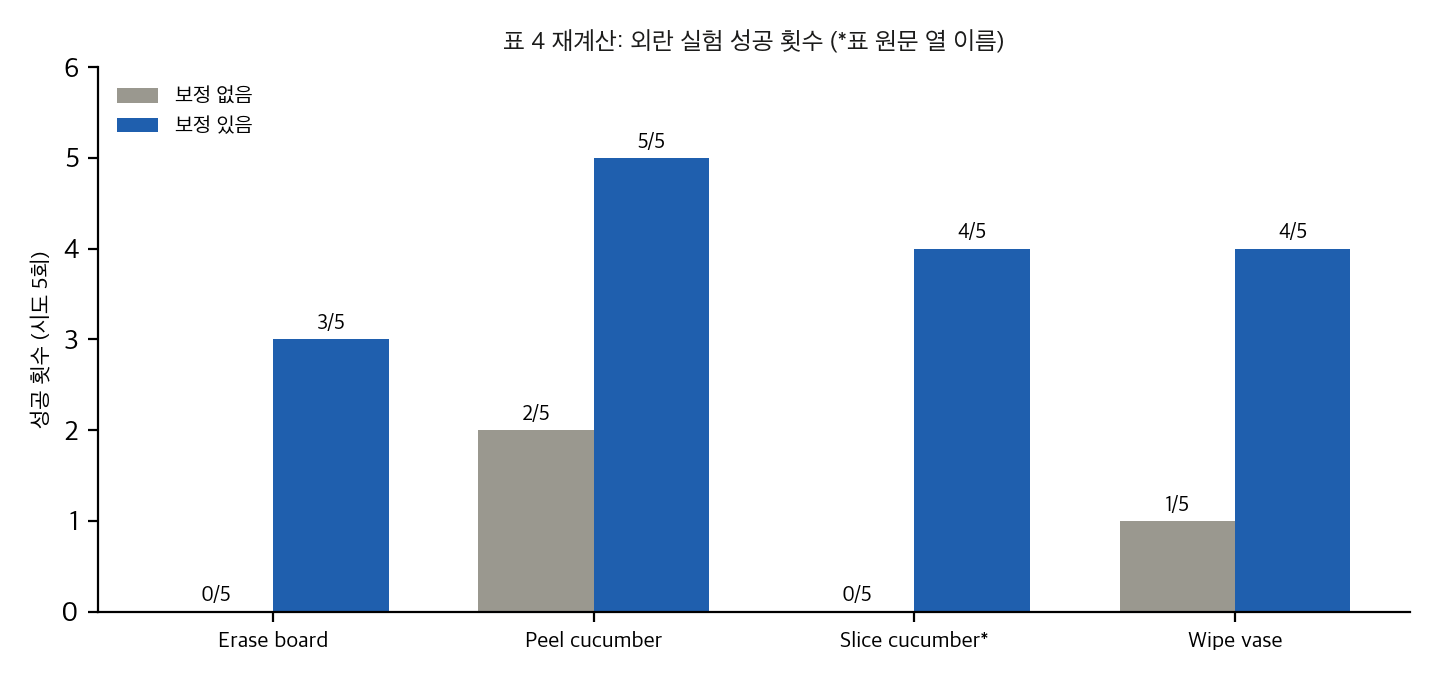 표 4 재계산: 외란 실험 성공 횟수 (*표 원문 열 이름)
보정 없음
보정 있음
성공 횟수 (시도 5회)
6
5
4
3
2
1
0
0/5
3/5
2/5
5/5
0/5
4/5
1/5
4/5
Erase board
Peel cucumber
Slice cucumber*
Wipe vase